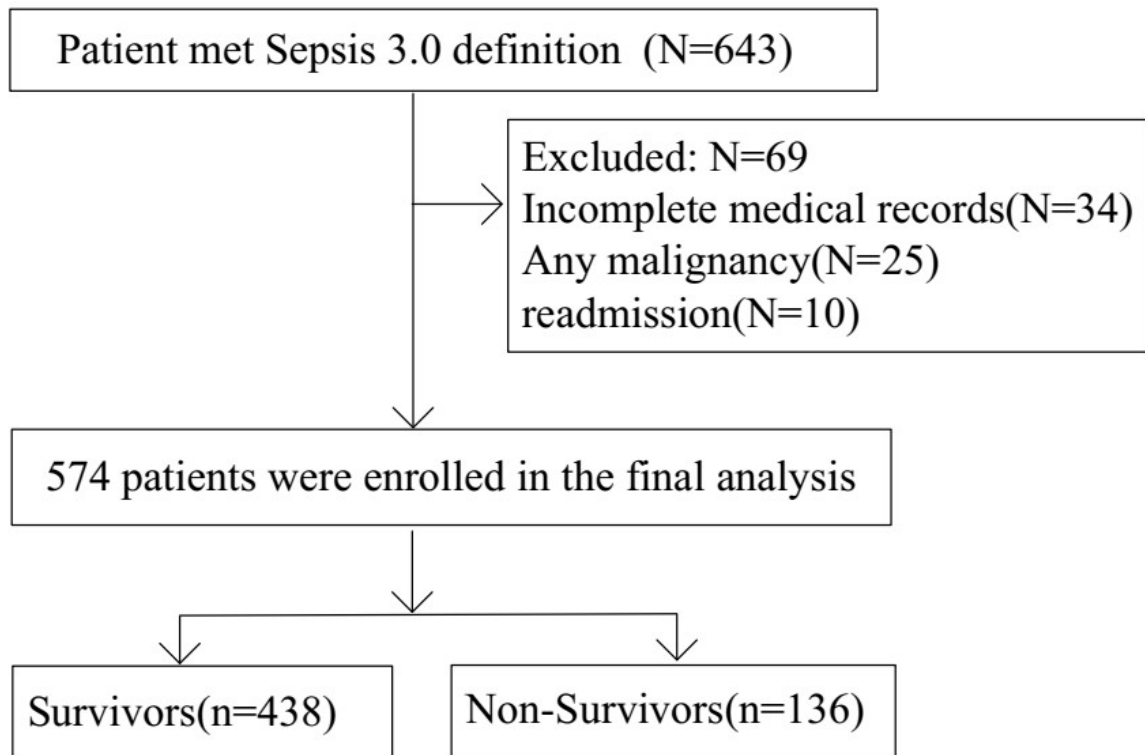 Patient met Sepsis 3.0 definition (N=643)
Excluded: N=69
Incomplete medical records(N=34)
Any malignancy(N=25)
readmission(N=10)
574 patients were enrolled in the final analysis
Survivors(n=438)
Non-Survivors(n=136)